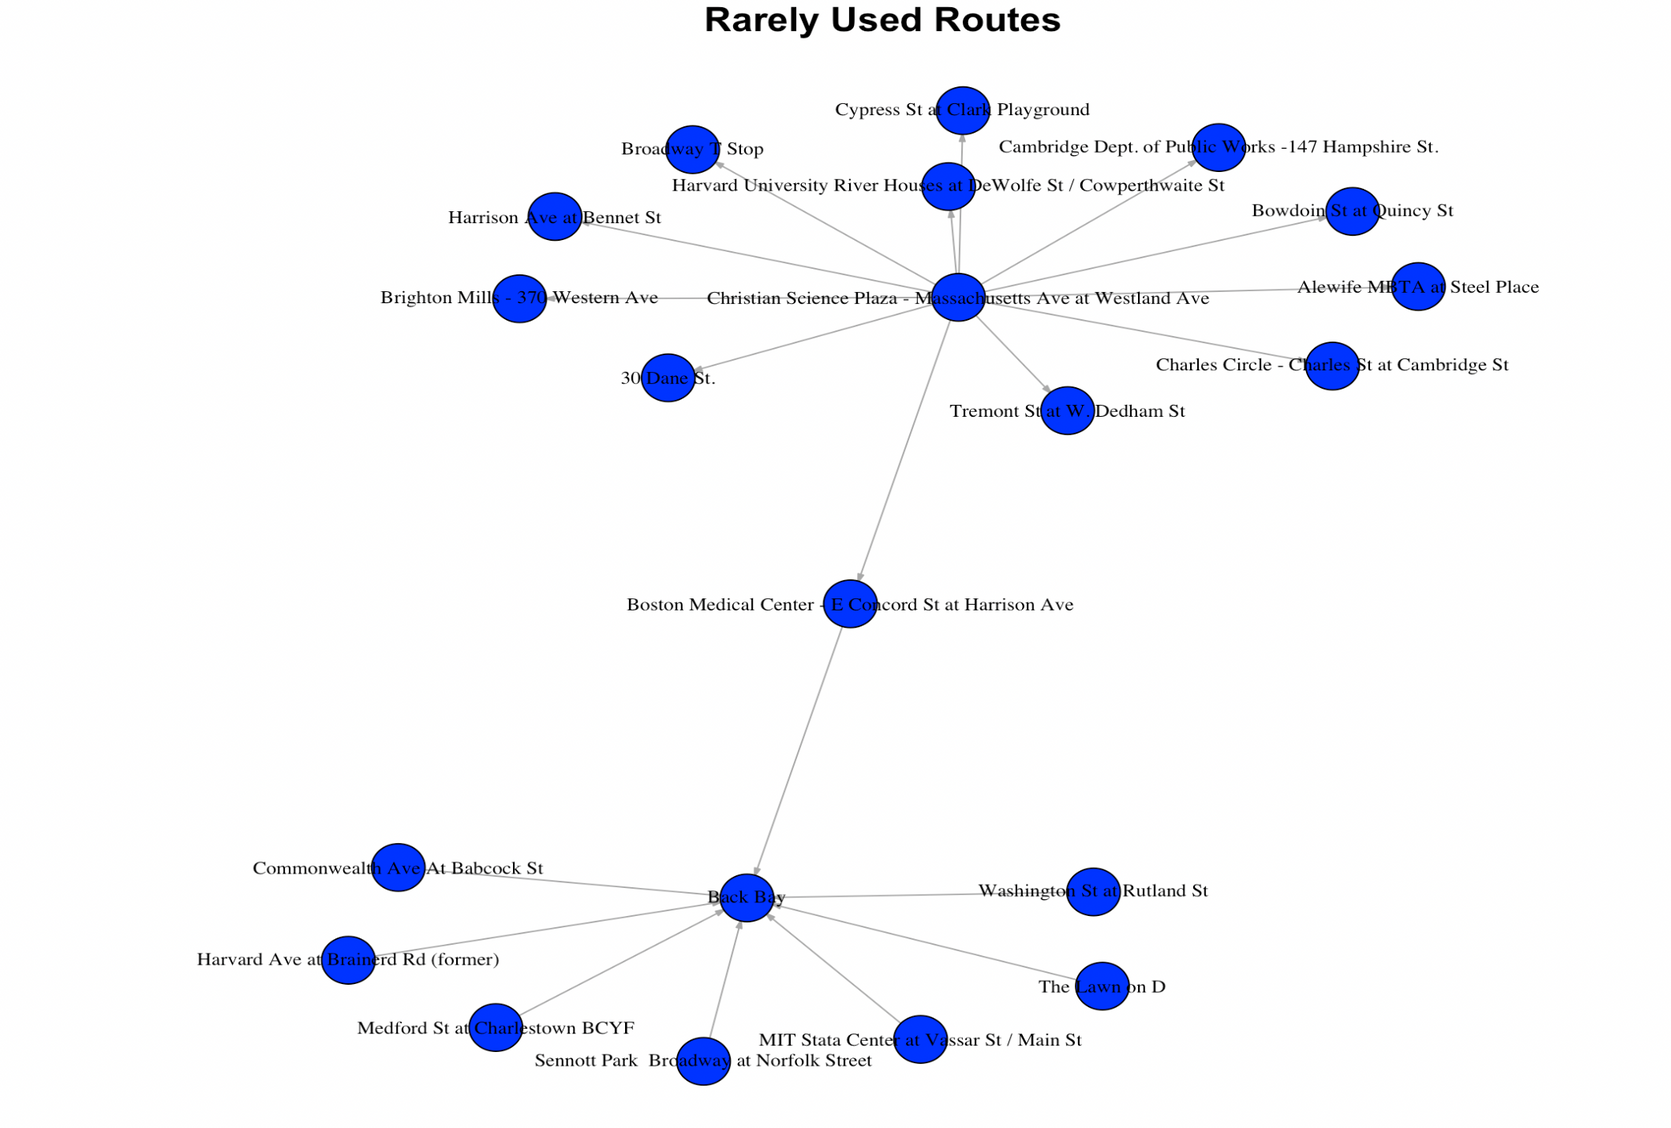 Rarely Used Routes
Cypress St at Clark Playground
Broadway T Stop
Cambridge Dept. of Public Works -147 Hampshire St.
Harvard University River Houses at DeWolfe St / Cowperthwaite St
Harrison Ave at Bennet St
Bowdoin St at Quincy St
Brighton Mills - 370 Western Ave
Christian Science Plaza - Massachusetts Ave at Westland Ave
Alewife MBTA at Steel Place
30 Dane St.
Charles Circle - Charles St at Cambridge St
Tremont St at W. Dedham St
Boston Medical Center - E Concord St at Harrison Ave
Commonwealth Ave At Babcock St
Back Bay
Washington St at Rutland St
Harvard Ave at Brainerd Rd (former)
The Lawn on D
Medford St at Charlestown BCYF
MIT Stata Center at Vassar St / Main St
Sennott Park  Broadway at Norfolk Street